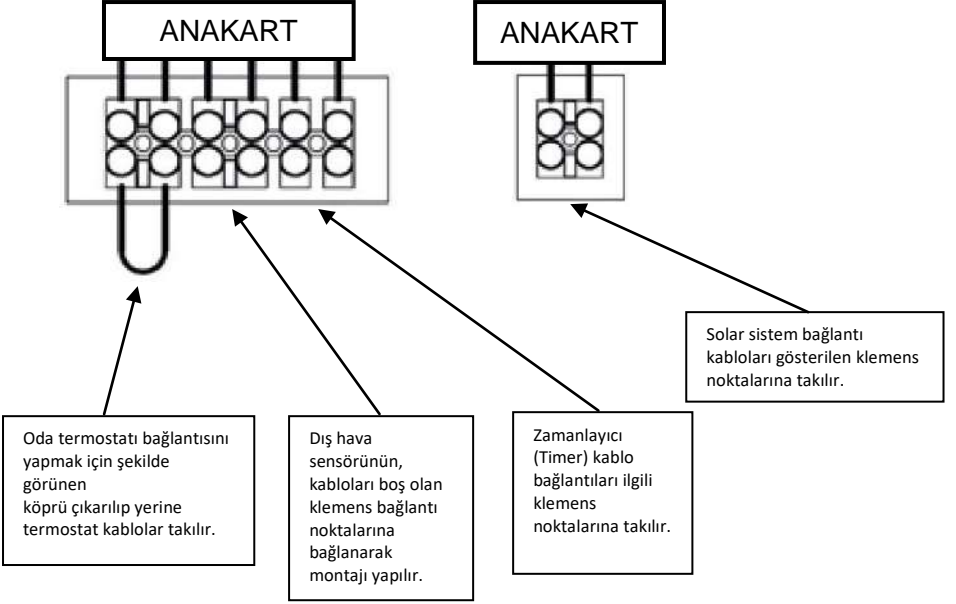 ANAKART
ANAKART
Solar sistem bağlantı
kabloları gösterilen klemens
noktalarına takılır.
Oda termostatı bağlantısını
yapmak için şekilde
görünen
köprü çıkarılıp yerine
termostat kablolar takılır.
Dış hava
sensörünün,
kabloları boş olan
klemens bağlantı
noktalarına
bağlanarak
montajı yapılır.
Zamanlayıcı
(Timer) kablo
bağlantıları ilgili
klemens
noktalarına takılır.